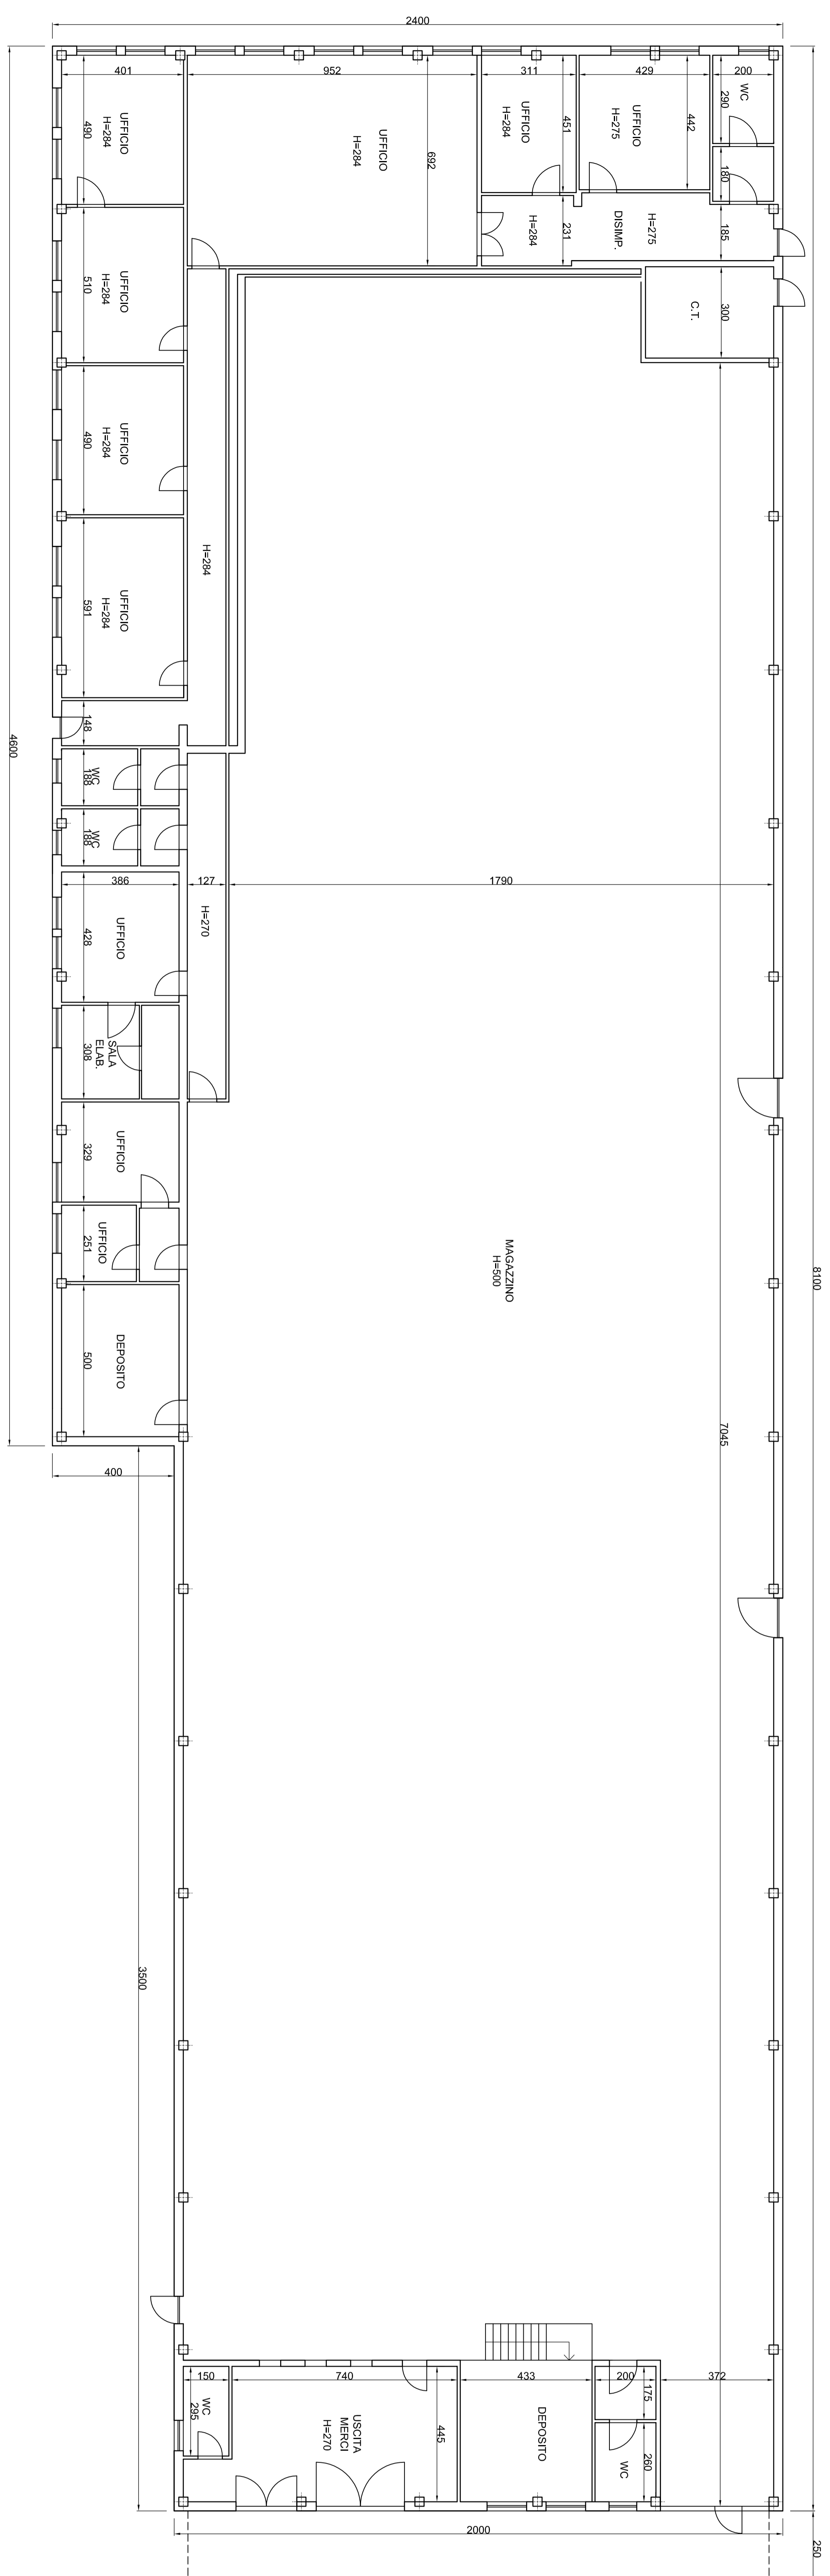 2400
401
952
311
429
200
490
UFFICIO
H=284
UFFICIO
H=284
692
UFFICIO
H=284
451
UFFICIO
H=275
442
WC
290
180
510
UFFICIO
H=284
H=284
231
DISIMP.
H=275
185
C.T.
300
490
UFFICIO
H=284
591
UFFICIO
H=284
H=284
148
4600
WC
188
WC
188
386
127
1790
428
UFFICIO
H=270
SALA
ELAB.
308
329
UFFICIO
251
UFFICIO
MAGAZZINO
H=500
8100
500
DEPOSITO
7045
400
3500
150
740
433
200
372
WC
295
USCITA
MERCI
H=270
445
DEPOSITO
175
WC
260
2000
250